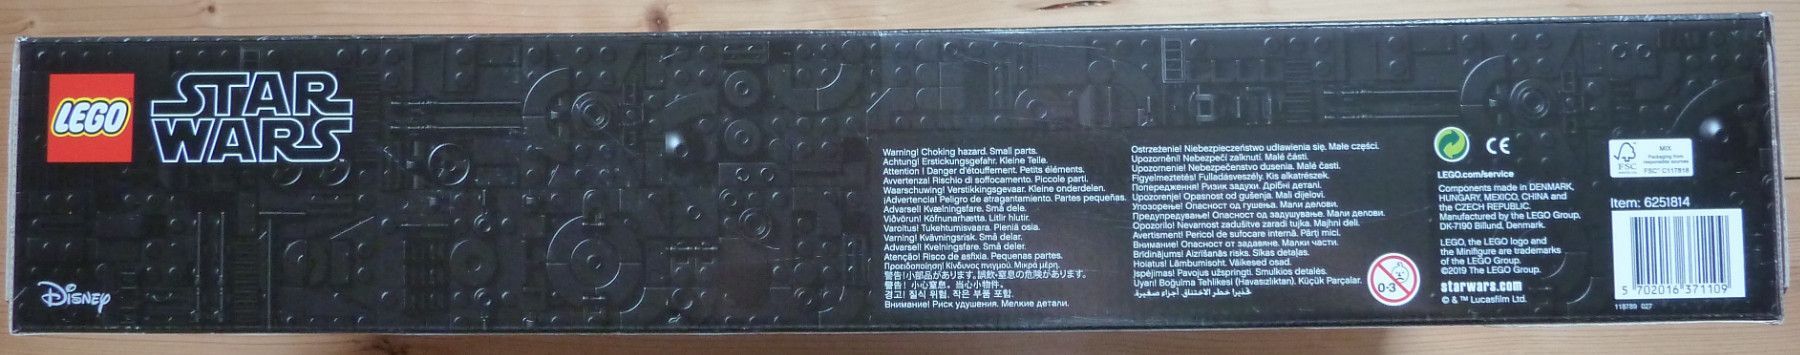 LEGO
STAR
WARS™
Disney
Warning! Choking hazard. Small parts.
Achtung! Erstickungsgefahr. Kleine Teile.
Attention ! Danger d'étouffement. Petits éléments.
Avvertenza! Rischio di soffocamento. Piccole parti.
Waarschuwing! Verstikkingsgevaar. Kleine onderdelen.
¡Advertencia! Peligro de atragantamiento. Partes pequeñas.
Advarsel! Kvælningsfare. Små dele.
Viðvörun! Köfnunarhætta. Litlir hlutir.
Varoitus! Tukehtumisvaara. Pieniä osia.
Varning! Kvävningsrisk. Små delar.
Advarsel! Kvelningsfare. Små deler.
Atenção! Risco de asfixia. Pequenas partes.
Προειδοποίηση! Κίνδυνος πνιγμού. Μικρά μέρη.
警告!小部品があります。誤飲・窒息の危険があります。
警告! 小心窒息。当心小物件。
경고! 질식 위험. 작은 부품 포함.
Внимание! Риск удушения. Мелкие детали.
Ostrzeżenie! Niebezpieczeństwo udławienia się. Małe części.
Upozornění! Nebezpečí zalknutí. Malé části.
Upozornenie! Nebezpečenstvo dusenia. Malé časti.
Figyelmeztetés! Fulladásveszély. Kis alkatrészek.
Попередження! Ризик задухи. Дрібні деталі.
Upozorenje! Opasnost od gušenja. Mali dijelovi.
Упозорење! Опасност од гушења. Мали делови.
Предупредување! Опасност од задушување. Мали делови.
Opozorilo! Nevarnost zadušitve zaradi tujka. Majhni deli.
Avertisment! Pericol de sufocare internă. Părți mici.
Внимание! Опасност от задавяне. Малки части.
Brīdinājums! Aizrīšanās risks. Sīkas detaļas.
Hoiatus! Lämbumisoht. Väikesed osad.
Įspėjimas! Pavojus užspringti. Smulkios detalės.
Uyarı! Boğulma Tehlikesi (Havasızlıktan). Küçük Parçalar.
تحذير! خطر الاختناق. أجزاء صغيرة
0-3
CE
LEGO.com/service
Components made in DENMARK,
HUNGARY, MEXICO, CHINA and
the CZECH REPUBLIC.
Manufactured by the LEGO Group,
DK-7190 Billund, Denmark.
LEGO, the LEGO logo and
the Minifigure are trademarks
of the LEGO Group.
©2019 The LEGO Group.
starwars.com
© & ™ Lucasfilm Ltd.
FSC
MIX
Packaging from
responsible sources
FSC™ C117818
Item: 6251814
5 702016 371109
118789 027